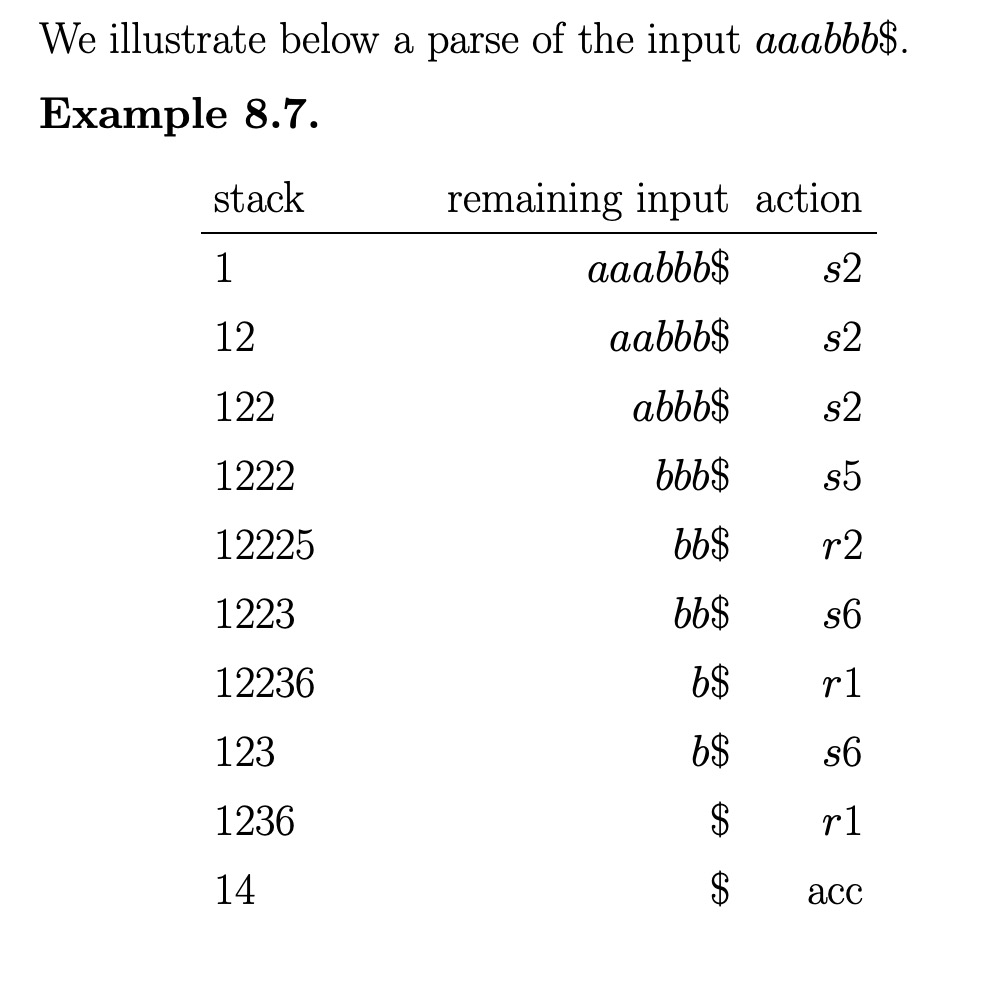 We illustrate below a parse of the input aaabbb$.
Example 8.7.
stack remaining input action
1 aaabbb$ s2
12 aabbb$ s2
122 abbb$ s2
1222 bbb$ s5
12225 bb$ r2
1223 bb$ s6
12236 b$ r1
123 b$ s6
1236 $ r1
14 $ acc